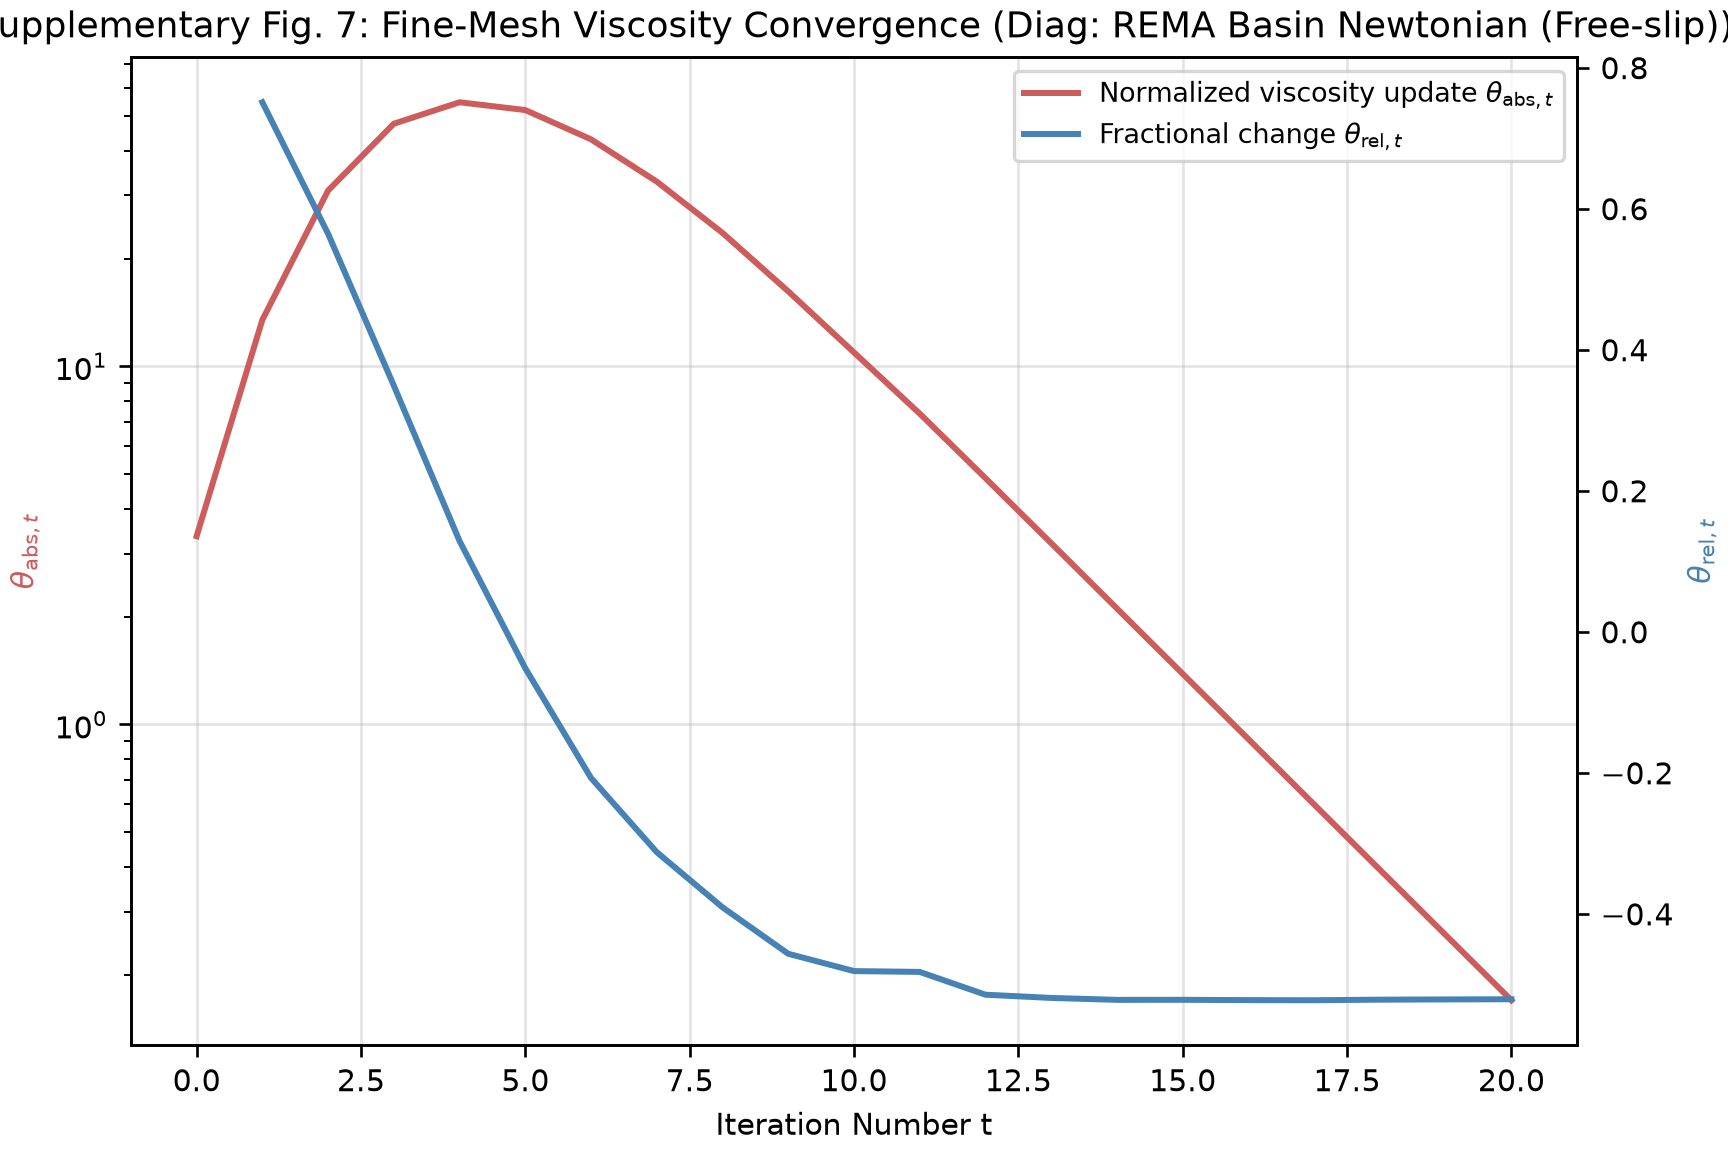 upplementary Fig. 7: Fine-Mesh Viscosity Convergence (Diag: REMA Basin Newtonian (Free-slip))
Normalized viscosity update θabs, t
Fractional change θrel, t
10¹
10⁰
θabs, t
0.8
0.6
0.4
0.2
0.0
−0.2
−0.4
θrel, t
0.0 2.5 5.0 7.5 10.0 12.5 15.0 17.5 20.0
Iteration Number t